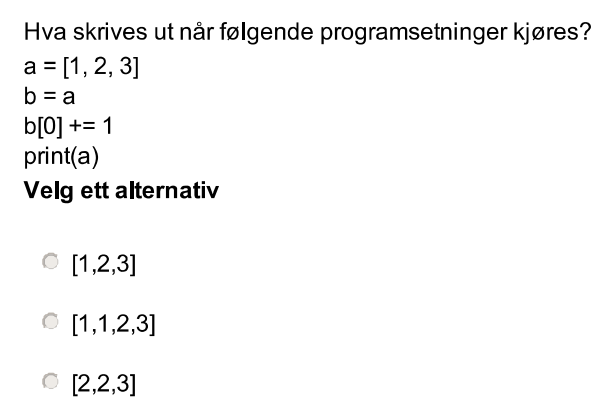 Hva skrives ut når følgende programsetninger kjøres?
a = [1, 2, 3]
b = a
b[0] += 1
print(a)
Velg ett alternativ
[1,2,3]
[1,1,2,3]
[2,2,3]